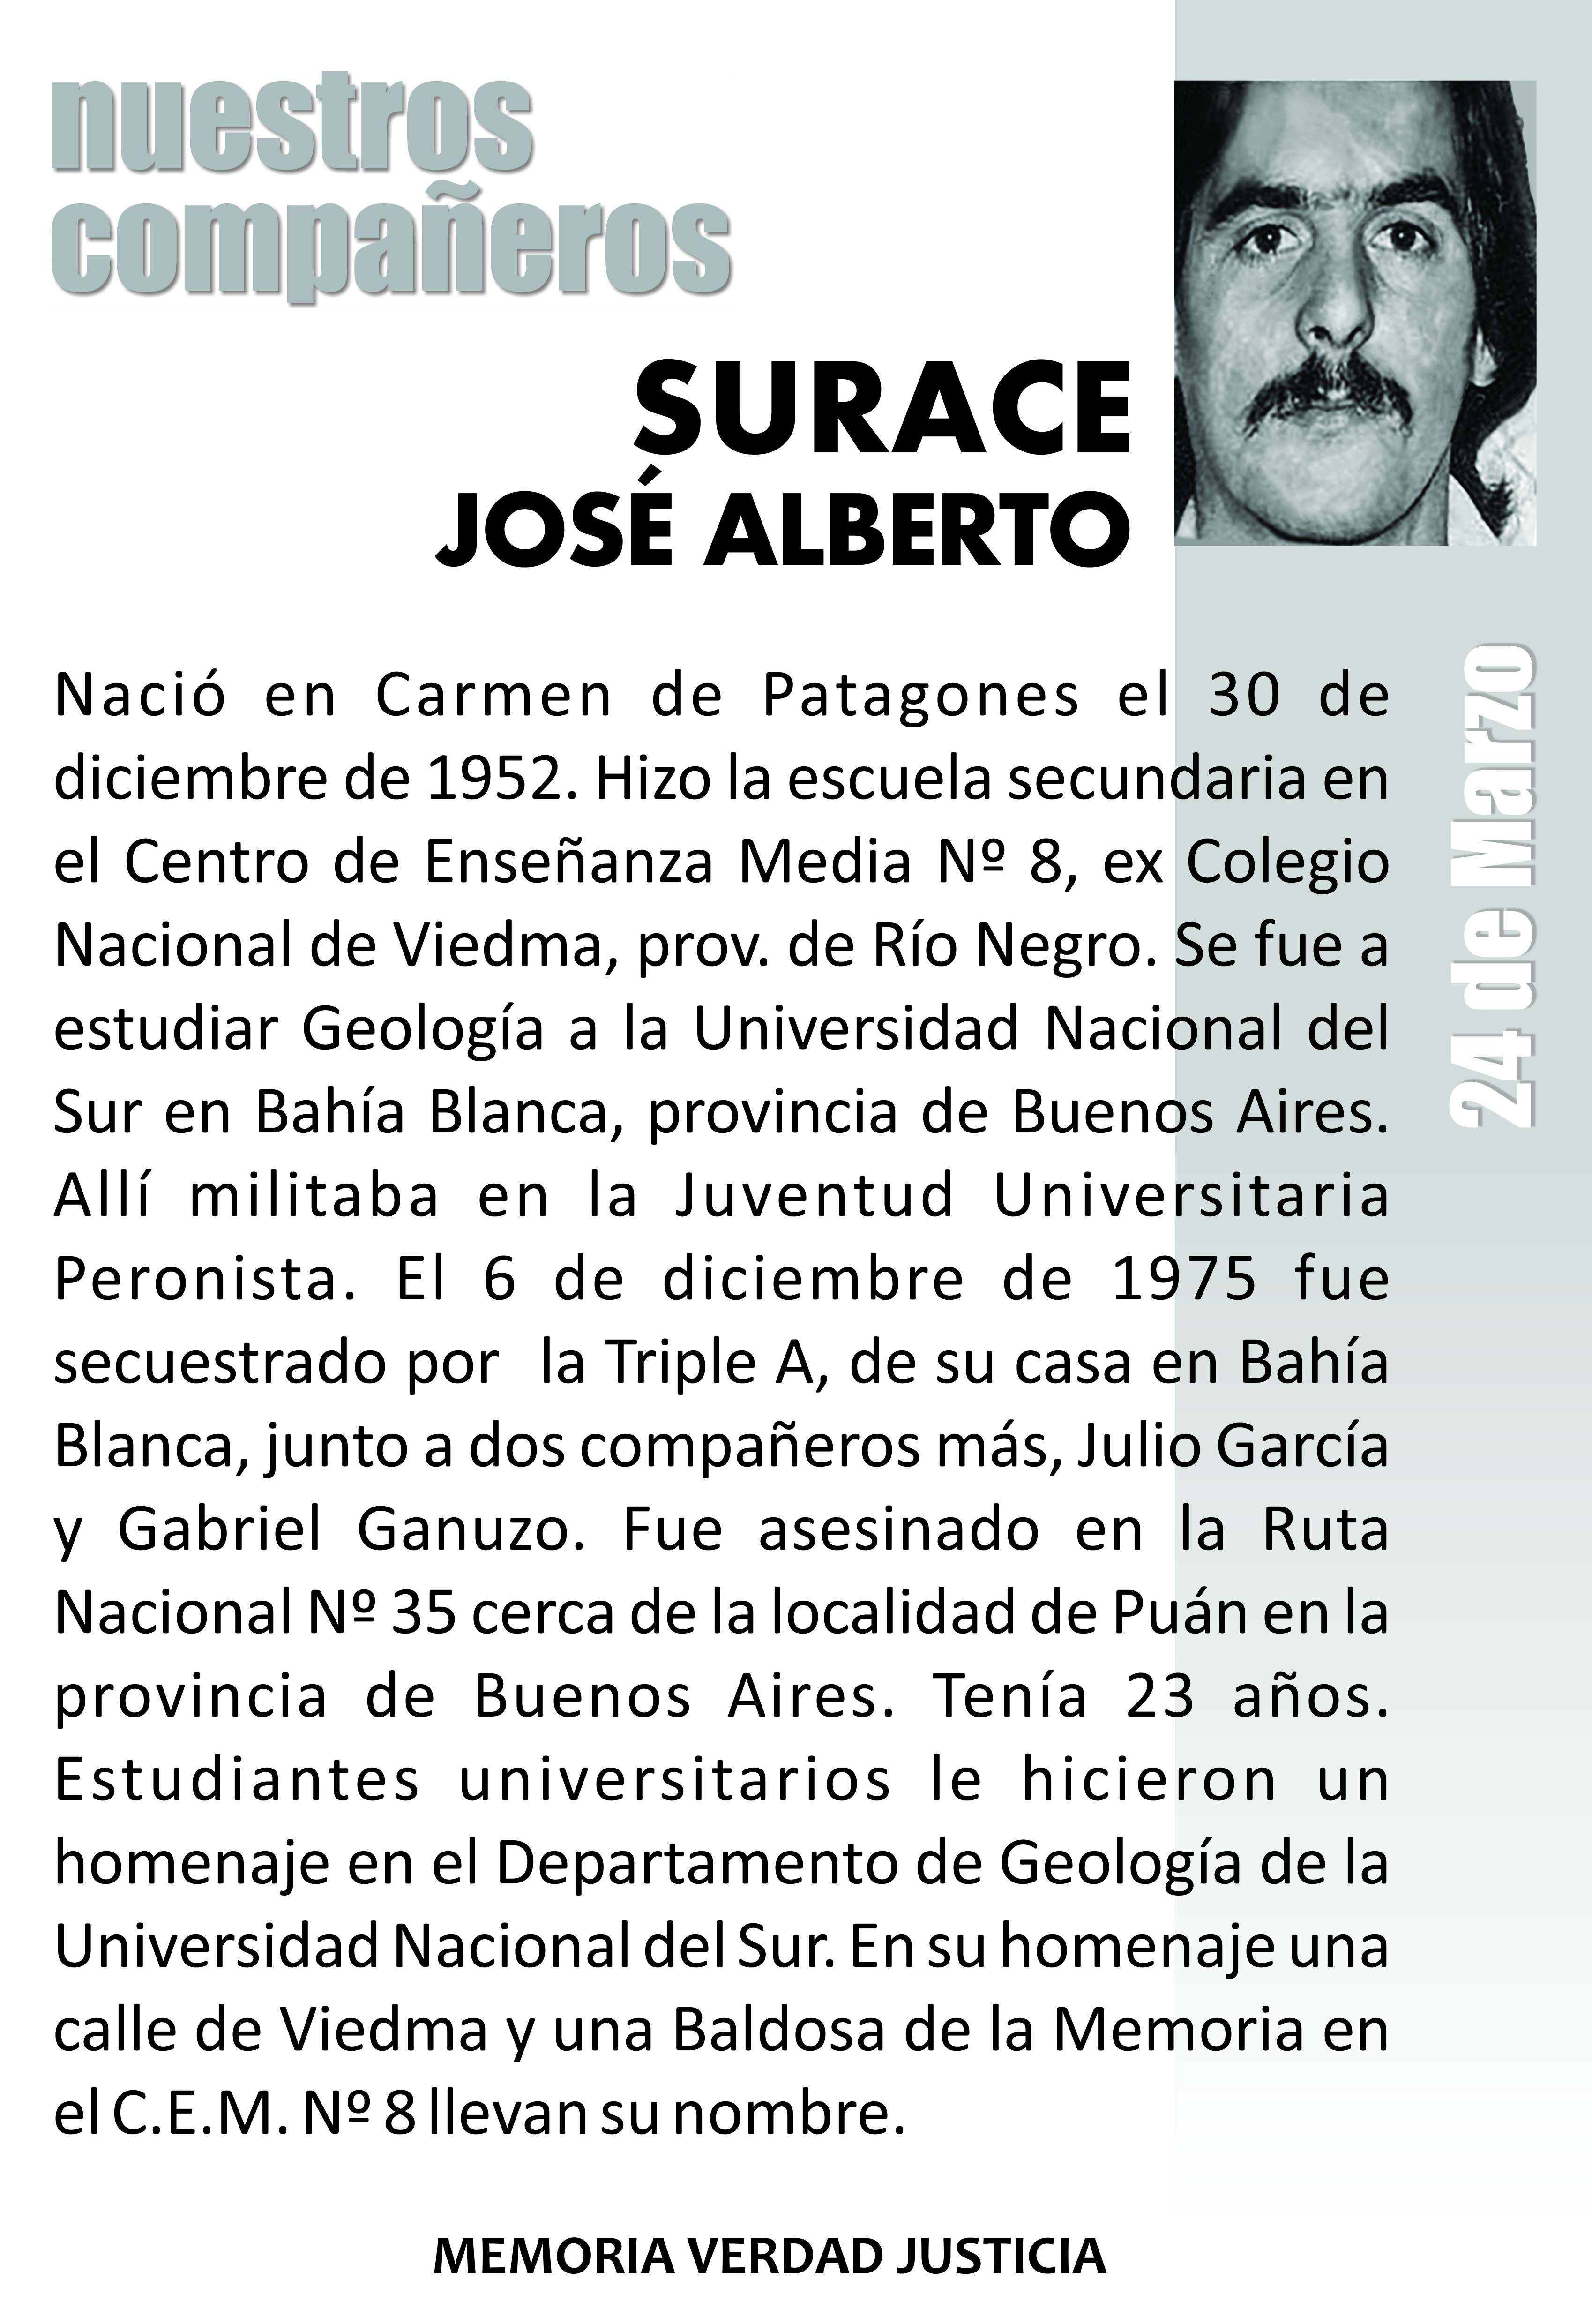 nuestros
compañeros
SURACE
JOSÉ ALBERTO
Nació en Carmen de Patagones el 30 de
diciembre de 1952. Hizo la escuela secundaria en
el Centro de Enseñanza Media Nº 8, ex Colegio
Nacional de Viedma, prov. de Río Negro. Se fue a
estudiar Geología a la Universidad Nacional del
Sur en Bahía Blanca, provincia de Buenos Aires.
Allí militaba en la Juventud Universitaria
Peronista. El 6 de diciembre de 1975 fue
secuestrado por la Triple A, de su casa en Bahía
Blanca, junto a dos compañeros más, Julio García
y Gabriel Ganuzo. Fue asesinado en la Ruta
Nacional Nº 35 cerca de la localidad de Puán en la
provincia de Buenos Aires. Tenía 23 años.
Estudiantes universitarios le hicieron un
homenaje en el Departamento de Geología de la
Universidad Nacional del Sur. En su homenaje una
calle de Viedma y una Baldosa de la Memoria en
el C.E.M. Nº 8 llevan su nombre.
24 de Marzo
MEMORIA VERDAD JUSTICIA